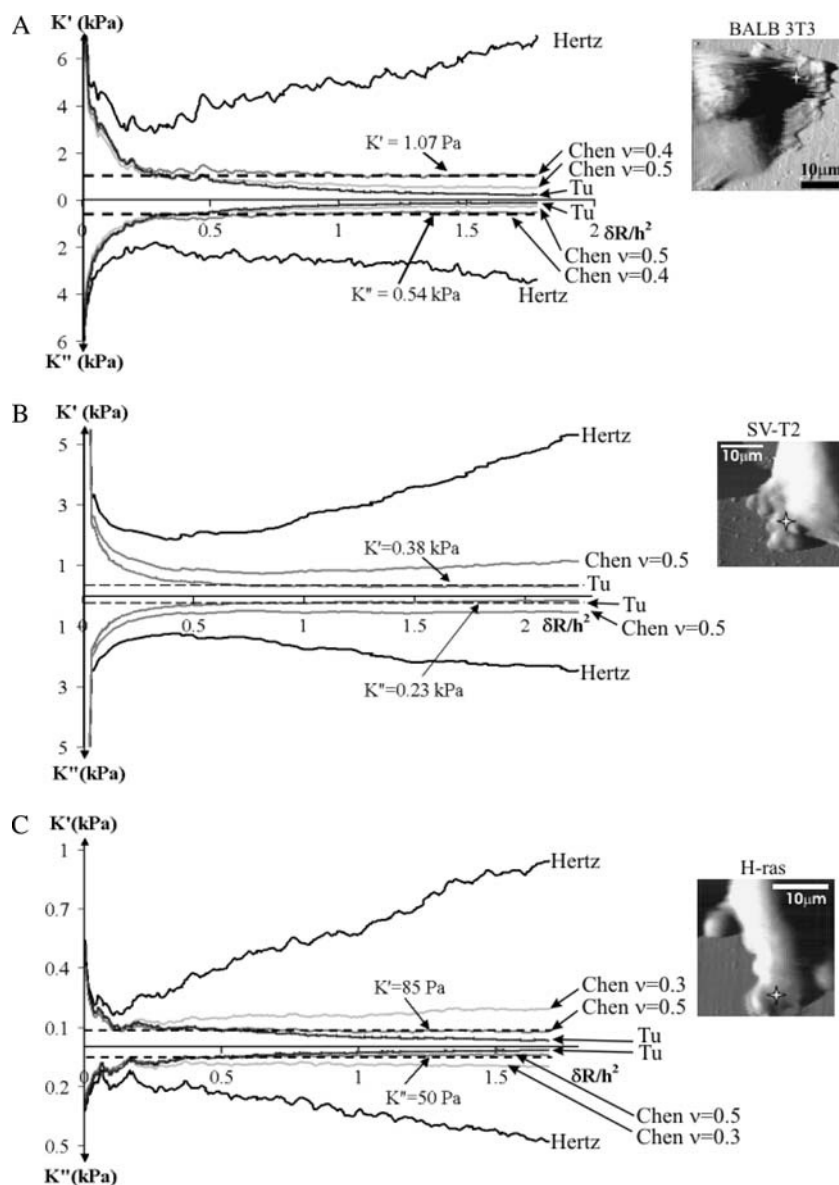 A
K' (kPa)
BALB 3T3
6
Hertz
4
2
K' = 1.07 Pa
Chen ν=0.4
Chen ν=0.5
Tu
10μm
0
0
0.5
1
1.5
2
Tu
δR/h²
2
Chen ν=0.5
Chen ν=0.4
K" = 0.54 kPa
Hertz
4
6
K" (kPa)
B
K' (kPa)
SV-T2
10μm
5
Hertz
3
K'=0.38 kPa
1
Chen ν=0.5
Tu
Tu
1
0
0.5
1
1.5
2
δR/h²
Chen ν=0.5
K"=0.23 kPa
3
Hertz
5
K"(kPa)
C
K'(kPa)
1
Hertz
H-ras
10μm
0.7
0.4
K'=85 Pa
Chen ν=0.3
Chen ν=0.5
0.1
Tu
Tu
0
0.5
1
1.5
δR/h²
0.2
K"=50 Pa
Chen ν=0.5
Chen ν=0.3
0.5
Hertz
K"(kPa)